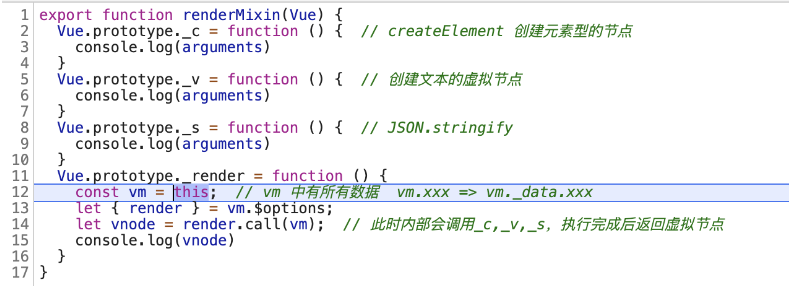 1 export function renderMixin(Vue) {
2 Vue.prototype._c = function () { // createElement 创建元素型的节点
3 console.log(arguments)
4 }
5 Vue.prototype._v = function () { // 创建文本的虚拟节点
6 console.log(arguments)
7 }
8 Vue.prototype._s = function () { // JSON.stringify
9 console.log(arguments)
10 }
11 Vue.prototype._render = function () {
12 const vm = this; // vm 中有所有数据 vm.xxx => vm._data.xxx
13 let { render } = vm.$options;
14 let vnode = render.call(vm); // 此时内部会调用_c,_v,_s，执行完成后返回虚拟节点
15 console.log(vnode)
16 }
17 }